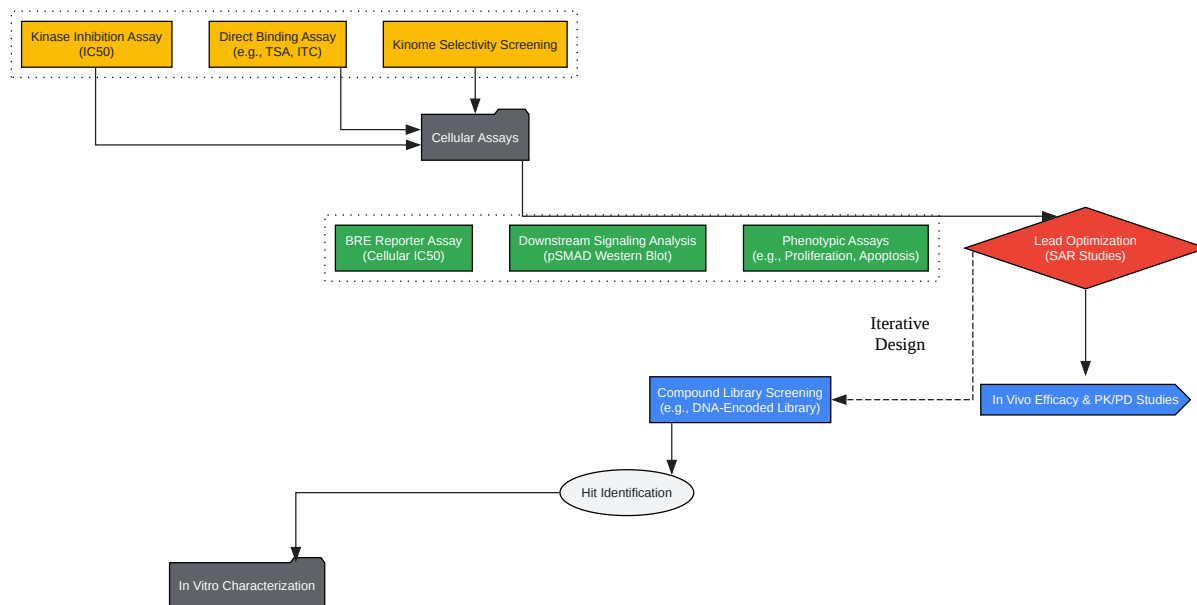 Kinase Inhibition Assay
(IC50)
Direct Binding Assay
(e.g., TSA, ITC)
Kinome Selectivity Screening
Cellular Assays
BRE Reporter Assay
(Cellular IC50)
Downstream Signaling Analysis
(pSMAD Western Blot)
Phenotypic Assays
(e.g., Proliferation, Apoptosis)
Lead Optimization
(SAR Studies)
Iterative
Design
Compound Library Screening
(e.g., DNA-Encoded Library)
In Vivo Efficacy & PK/PD Studies
Hit Identification
In Vitro Characterization